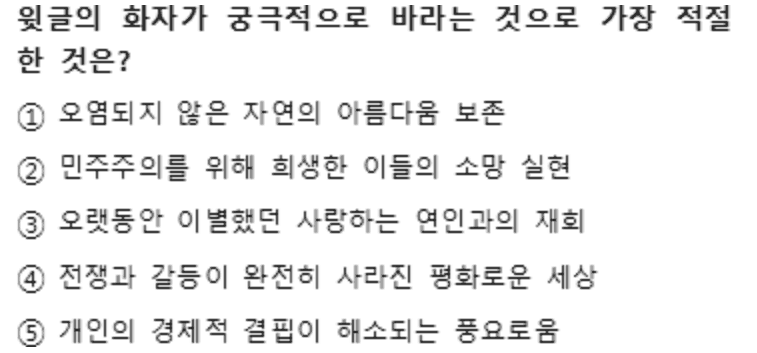 윗글의 화자가 궁극적으로 바라는 것으로 가장 적절
한 것은?
① 오염되지 않은 자연의 아름다움 보존
② 민주주의를 위해 희생한 이들의 소망 실현
③ 오랫동안 이별했던 사랑하는 연인과의 재회
④ 전쟁과 갈등이 완전히 사라진 평화로운 세상
⑤ 개인의 경제적 결핍이 해소되는 풍요로움